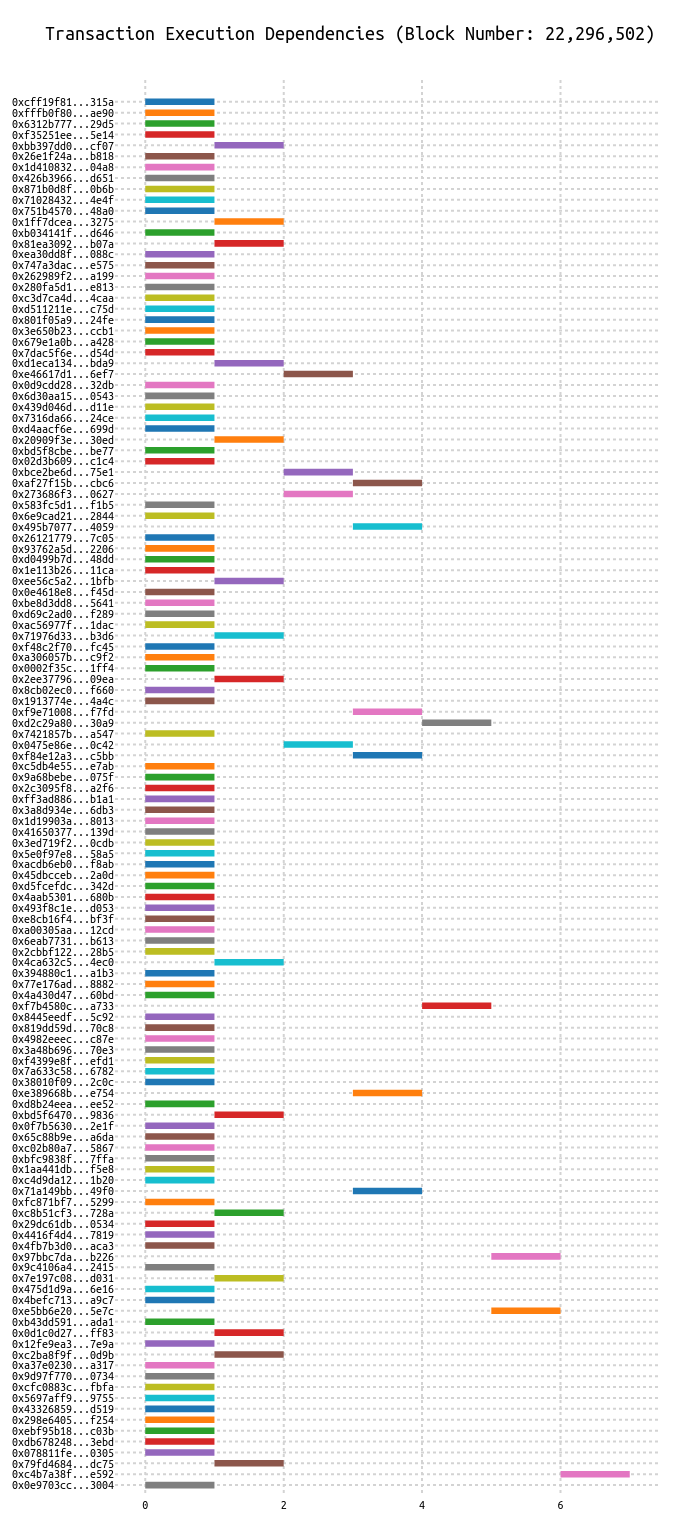 Transaction Execution Dependencies (Block Number: 22,296,502)
0xcff19f81...315a
0xfffb0f80...ae90
0x6312b777...29d5
0xf35251ee...5e14
0xbb397dd0...cf07
0x26e1f24a...b818
0x1d410832...04a8
0x426b3966...d651
0x871b0d8f...0b6b
0x71028432...4e4f
0x751b4570...48a0
0x1ff7dcea...3275
0xb034141f...d646
0x81ea3092...b07a
0xea30dd8f...088c
0x747a3dac...e575
0x262989f2...a199
0x280fa5d1...e813
0xc3d7ca4d...4caa
0xd511211e...c75d
0x801f05a9...24fe
0x3e650b23...ccb1
0x679e1a0b...a428
0x7dac5f6e...d54d
0xd1eca134...bda9
0xe46617d1...6ef7
0x0d9cdd28...32db
0x6d30aa15...0543
0x439d046d...d11e
0x7316da66...24ce
0xd4aacf6e...699d
0x20909f3e...30ed
0xbd5f8cbe...be77
0x02d3b609...c1c4
0xbce2be6d...75e1
0xaf27f15b...cbc6
0x273686f3...0627
0x583fc5d1...f1b5
0x6e9cad21...2844
0x495b7077...4059
0x26121779...7c05
0x93762a5d...2206
0xd0499b7d...48dd
0x1e113b26...11ca
0xee56c5a2...1bfb
0x0e4618e8...f45d
0xbe8d3dd8...5641
0xd69c2ad0...f289
0xac56977f...1dac
0x71976d33...b3d6
0xf48c2f70...fc45
0xa306057b...c9f2
0x0002f35c...1ff4
0x2ee37796...09ea
0x8cb02ec0...f660
0x1913774e...4a4c
0xf9e71008...f7fd
0xd2c29a80...30a9
0x7421857b...a547
0x0475e86e...0c42
0xf84e12a3...c5bb
0xc5db4e55...e7ab
0x9a68bebe...075f
0x2c3095f8...a2f6
0xff3ad886...b1a1
0x3a8d934e...6db3
0x1d19903a...8013
0x41650377...139d
0x3ed719f2...0cdb
0x5e0f97e8...58a5
0xacdb6eb0...f8ab
0x45dbcceb...2a0d
0xd5fcefdc...342d
0x4aab5301...680b
0x493f8c1e...d053
0xe8cb16f4...bf3f
0xa00305aa...12cd
0x6eab7731...b613
0x2cbbf122...28b5
0x4ca632c5...4ec0
0x394880c1...a1b3
0x77e176ad...8882
0x4a430d47...60bd
0xf7b4580c...a733
0x8445eedf...5c92
0x819dd59d...70c8
0x4982eeec...c87e
0x3a48b696...70e3
0xf4399e8f...efd1
0x7a633c58...6782
0x38010f09...2c0c
0xe389668b...e754
0xd8b24eea...ee52
0xbd5f6470...9836
0x0f7b5630...2e1f
0x65c88b9e...a6da
0xc02b80a7...5867
0xbfc9838f...7ffa
0x1aa441db...f5e8
0xc4d9da12...1b20
0x71a149bb...49f0
0xfc871bf7...5299
0xc8b51cf3...728a
0x29dc61db...0534
0x4416f4d4...7819
0x4fb7b3d0...aca3
0x97bbc7da...b226
0x9c4106a4...2415
0x7e197c08...d031
0x475d1d9a...6e16
0x4befc713...a9c7
0xe5bb6e20...5e7c
0xb43dd591...ada1
0x0d1c0d27...ff83
0x12fe9ea3...7e9a
0xc2ba8f9f...0d9b
0xa37e0230...a317
0x9d97f770...0734
0xcfc0883c...fbfa
0x5697aff9...9755
0x43326859...d519
0x298e6405...f254
0xebf95b18...c03b
0xdb678248...3ebd
0x078811fe...0305
0x79fd4684...dc75
0xc4b7a38f...e592
0x0e9703cc...3004
0 2 4 6